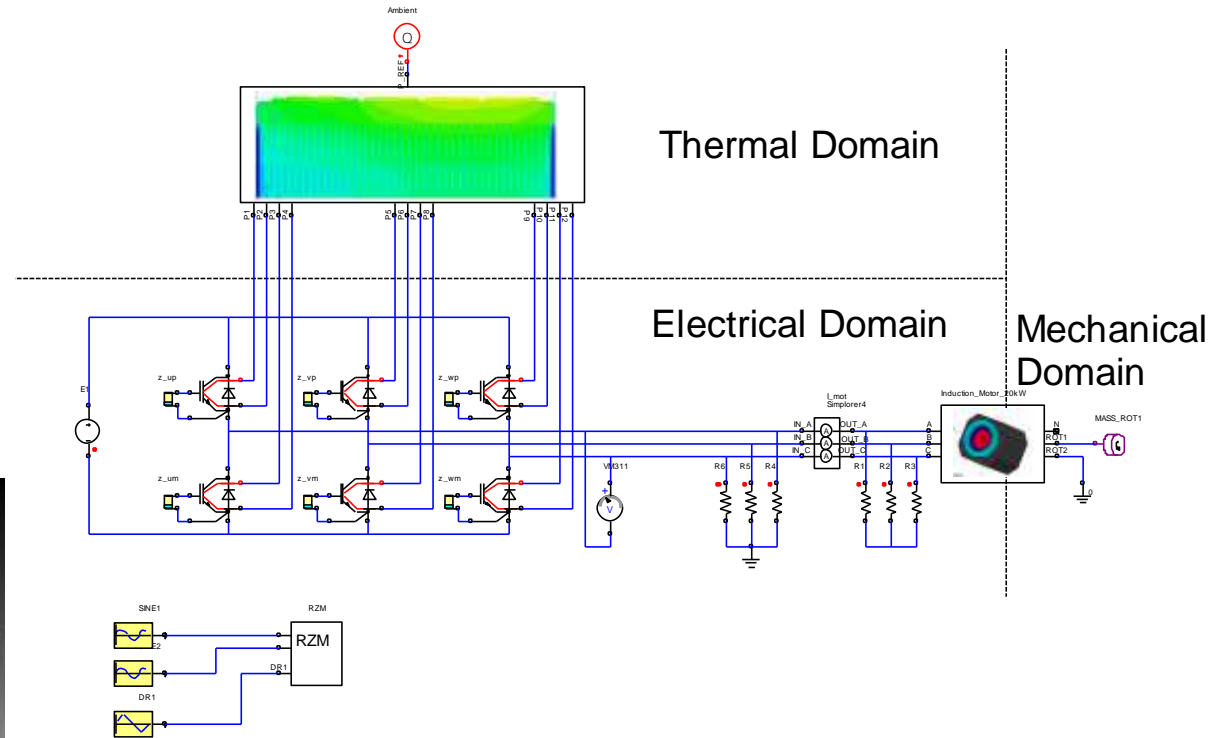 Ambient
Q
P_REF
Thermal Domain
P1
P2
P3
P4
P5
P6
P7
P8
P9
P10
P11
P12
Electrical Domain
Mechanical
Domain
E1
z_up
z_vp
z_wp
I_mot
Simplorer4
Induction_Motor_20kW
MASS_ROT1
IN_A
IN_B
IN_C
A
A
A
OUT_A
OUT_B
OUT_C
A
B
C
N
ROT1
ROT2
z_um
z_vm
z_wm
VM311
+
V
R6
R5
R4
R1
R2
R3
0
SINE1
E2
DR1
RZM
RZM
DR1